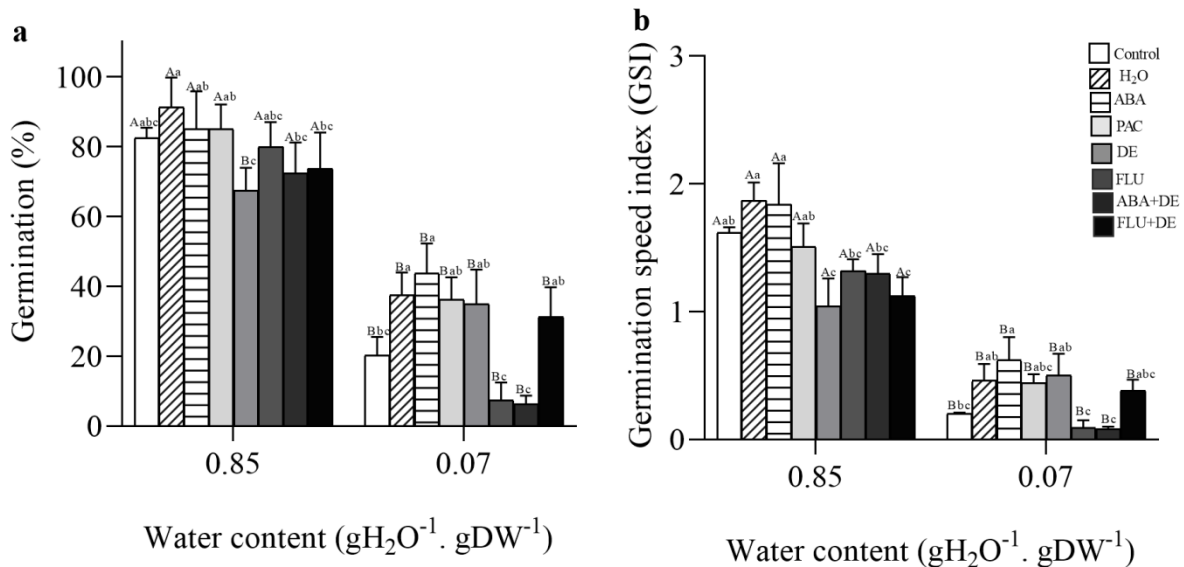 a
Germination (%)
100
80
60
40
20
0
Aabc
Aa
Aab
Aab
Bc
Aabc
Abc
Abc
Bbc
Ba
Ba
Bab
Bab
Bc
Bc
Bab
0.85
0.07
Water content (gH₂O⁻¹. gDW⁻¹)
b
Germination speed index (GSI)
3
2
1
0
Aab
Aa
Aa
Aab
Ac
Abc
Abc
Ac
Bbc
Bab
Ba
Babc
Bab
Bc
Bc
Babc
0.85
0.07
Water content (gH₂O⁻¹. gDW⁻¹)
Control
H₂O
ABA
PAC
DE
FLU
ABA+DE
FLU+DE